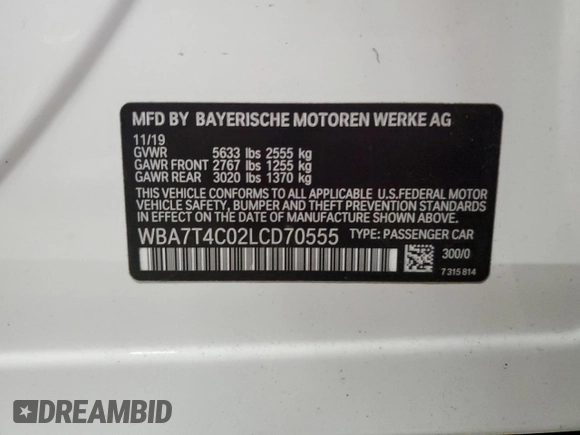 MFD BY BAYERISCHE MOTOREN WERKE AG
11/19
GVWR 5633 lbs 2555 kg
GAWR FRONT 2767 lbs 1255 kg
GAWR REAR 3020 lbs 1370 kg
THIS VEHICLE CONFORMS TO ALL APPLICABLE U.S.FEDERAL MOTOR
VEHICLE SAFETY, BUMPER, AND THEFT PREVENTION STANDARDS
IN EFFECT ON THE DATE OF MANUFACTURE SHOWN ABOVE.
WBA7T4C02LCD70555 TYPE: PASSENGER CAR
300/0
7 315 814
DREAMBID